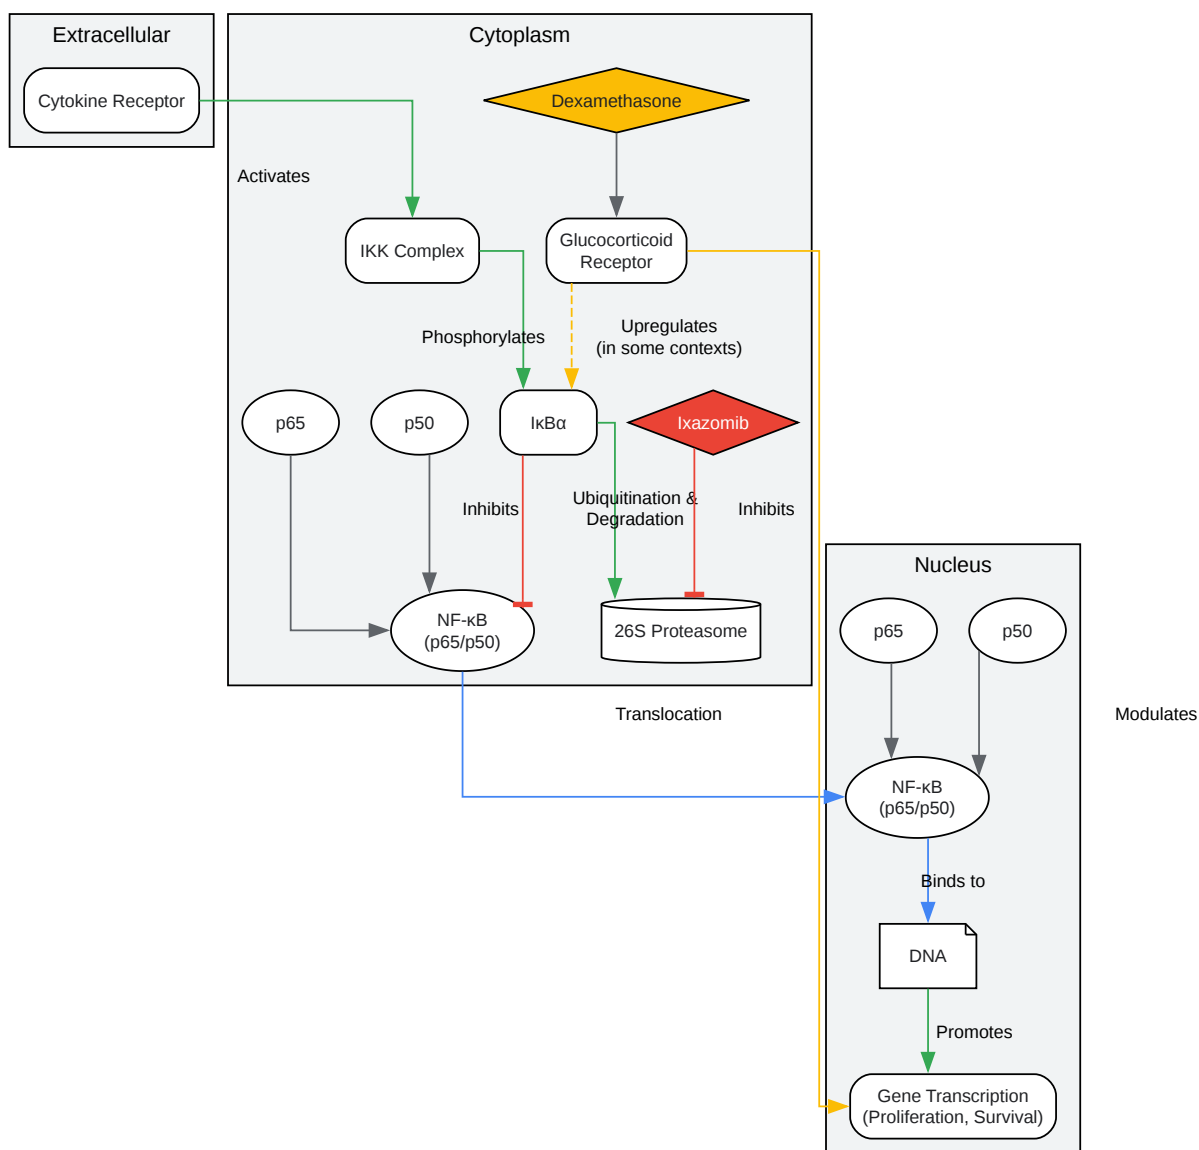 Extracellular
Cytoplasm
Cytokine Receptor
Dexamethasone
Activates
IKK Complex
Glucocorticoid
Receptor
Phosphorylates
Upregulates
(in some contexts)
p65
p50
IκBα
Ixazomib
Inhibits
Ubiquitination &
Degradation
Inhibits
NF-κB
(p65/p50)
26S Proteasome
Nucleus
p65
p50
Translocation
Modulates
NF-κB
(p65/p50)
Binds to
DNA
Promotes
Gene Transcription
(Proliferation, Survival)